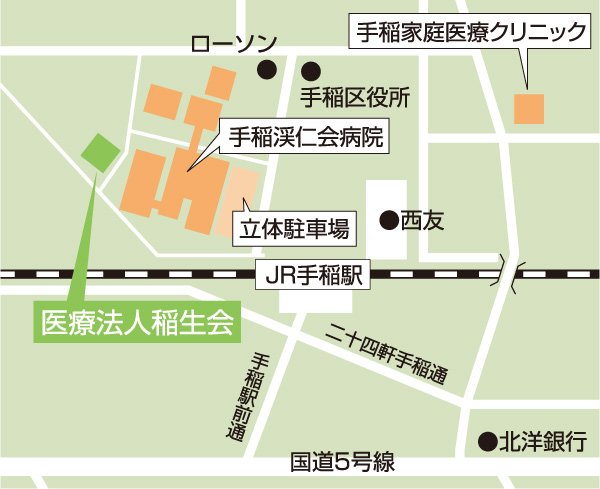 手稲家庭医療クリニック
ローソン
手稲区役所
手稲渓仁会病院
立体駐車場
西友
JR手稲駅
医療法人稲生会
二十四軒手稲通
手稲駅前通
北洋銀行
国道5号線